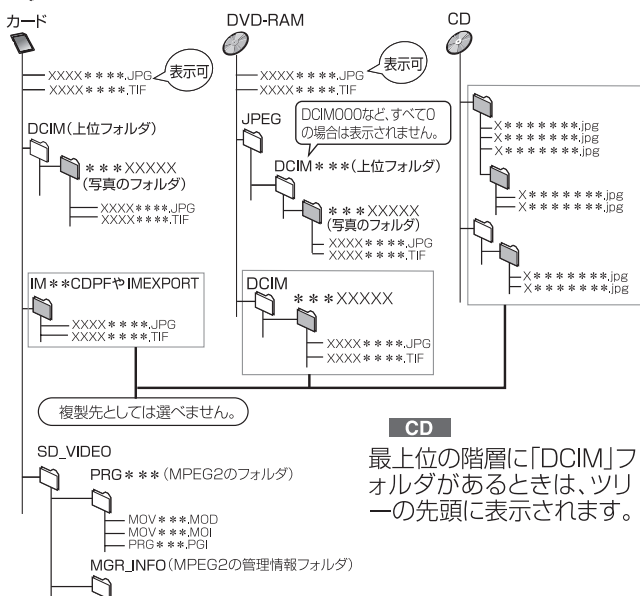 カード
XXXX＊＊＊＊.JPG
XXXX＊＊＊＊.TIF
表示可
DCIM(上位フォルダ)
＊＊＊XXXXX
(写真のフォルダ)
XXXX＊＊＊＊.JPG
XXXX＊＊＊＊.TIF
IM＊＊CDPFやIMEXPORT
XXXX＊＊＊＊.JPG
XXXX＊＊＊＊.TIF
DVD-RAM
XXXX＊＊＊＊.JPG
XXXX＊＊＊＊.TIF
表示可
JPEG
DCIM000など、すべて0
の場合は表示されません。
DCIM＊＊＊(上位フォルダ)
＊＊＊XXXXX
(写真のフォルダ)
XXXX＊＊＊＊.JPG
XXXX＊＊＊＊.TIF
DCIM
＊＊＊XXXXX
XXXX＊＊＊＊.JPG
XXXX＊＊＊＊.TIF
CD
X＊＊＊＊＊＊＊.jpg
X＊＊＊＊＊＊＊.jpg
X＊＊＊＊＊＊＊.jpg
X＊＊＊＊＊＊＊.jpg
X＊＊＊＊＊＊＊.jpg
X＊＊＊＊＊＊＊.jpg
X＊＊＊＊＊＊＊.jpg
複製先としては選べません。
SD_VIDEO
PRG＊＊＊(MPEG2のフォルダ)
MOV＊＊＊.MOD
MOV＊＊＊.MOI
PRG＊＊＊.PGI
MGR_INFO(MPEG2の管理情報フォルダ)
CD
最上位の階層に「DCIM」フ
ォルダがあるときは、ツリ
ーの先頭に表示されます。